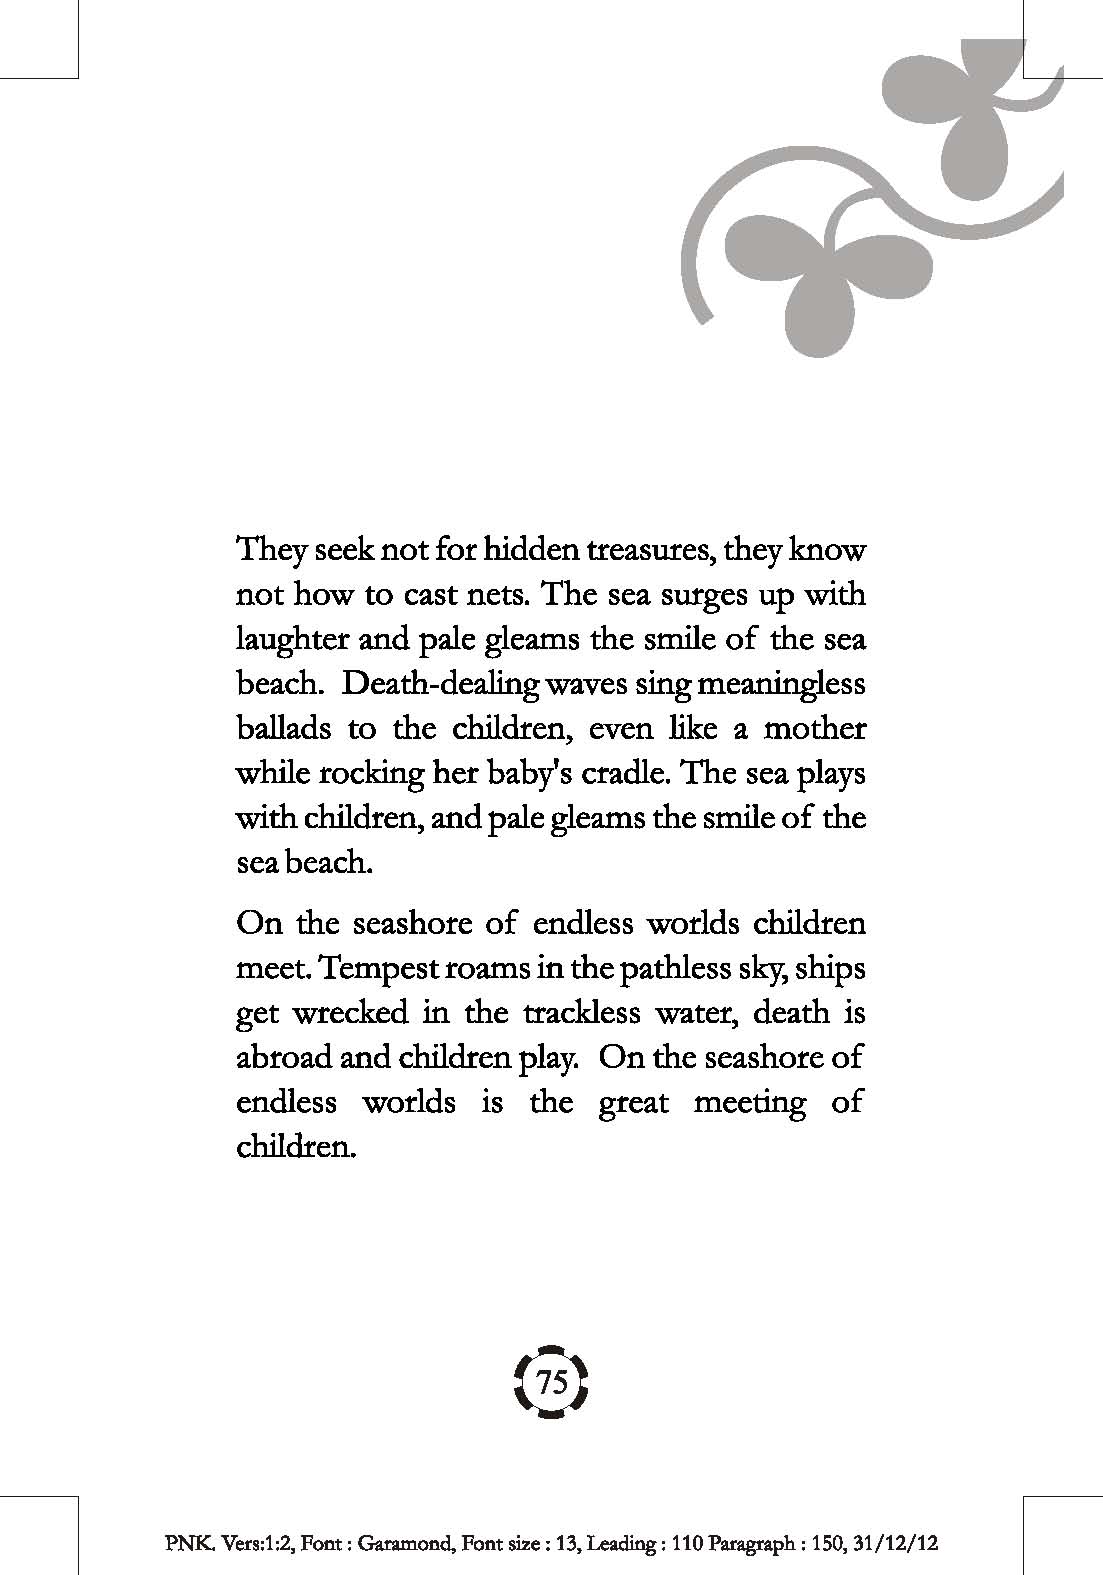 They seek not for hidden treasures, they know
not how to cast nets. The sea surges up with
laughter and pale gleams the smile of the sea
beach. Death-dealing waves sing meaningless
ballads to the children, even like a mother
while rocking her baby's cradle. The sea plays
with children, and pale gleams the smile of the
sea beach.
On the seashore of endless worlds children
meet. Tempest roams in the pathless sky, ships
get wrecked in the trackless water, death is
abroad and children play. On the seashore of
endless worlds is the great meeting of
children.
75
PNK. Vers:1:2, Font : Garamond, Font size : 13, Leading : 110 Paragraph : 150, 31/12/12